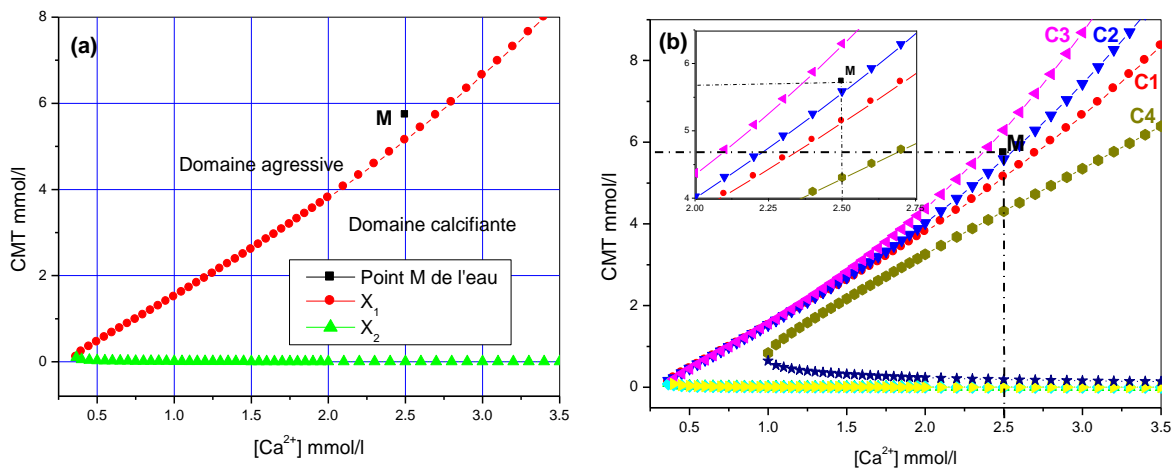 (a)
CMT mmol/l
8
6
4
2
0
M
Domaine agressive
Domaine calcifiante
Point M de l'eau
X1
X2
0.5 1.0 1.5 2.0 2.5 3.0 3.5
[Ca2+] mmol/l
(b)
CMT mmol/l
8
6
4
2
0
C3
C2
C1
C4
M
6
5
4
M
2.00 2.25 2.50 2.75
0.5 1.0 1.5 2.0 2.5 3.0 3.5
[Ca2+] mmol/l